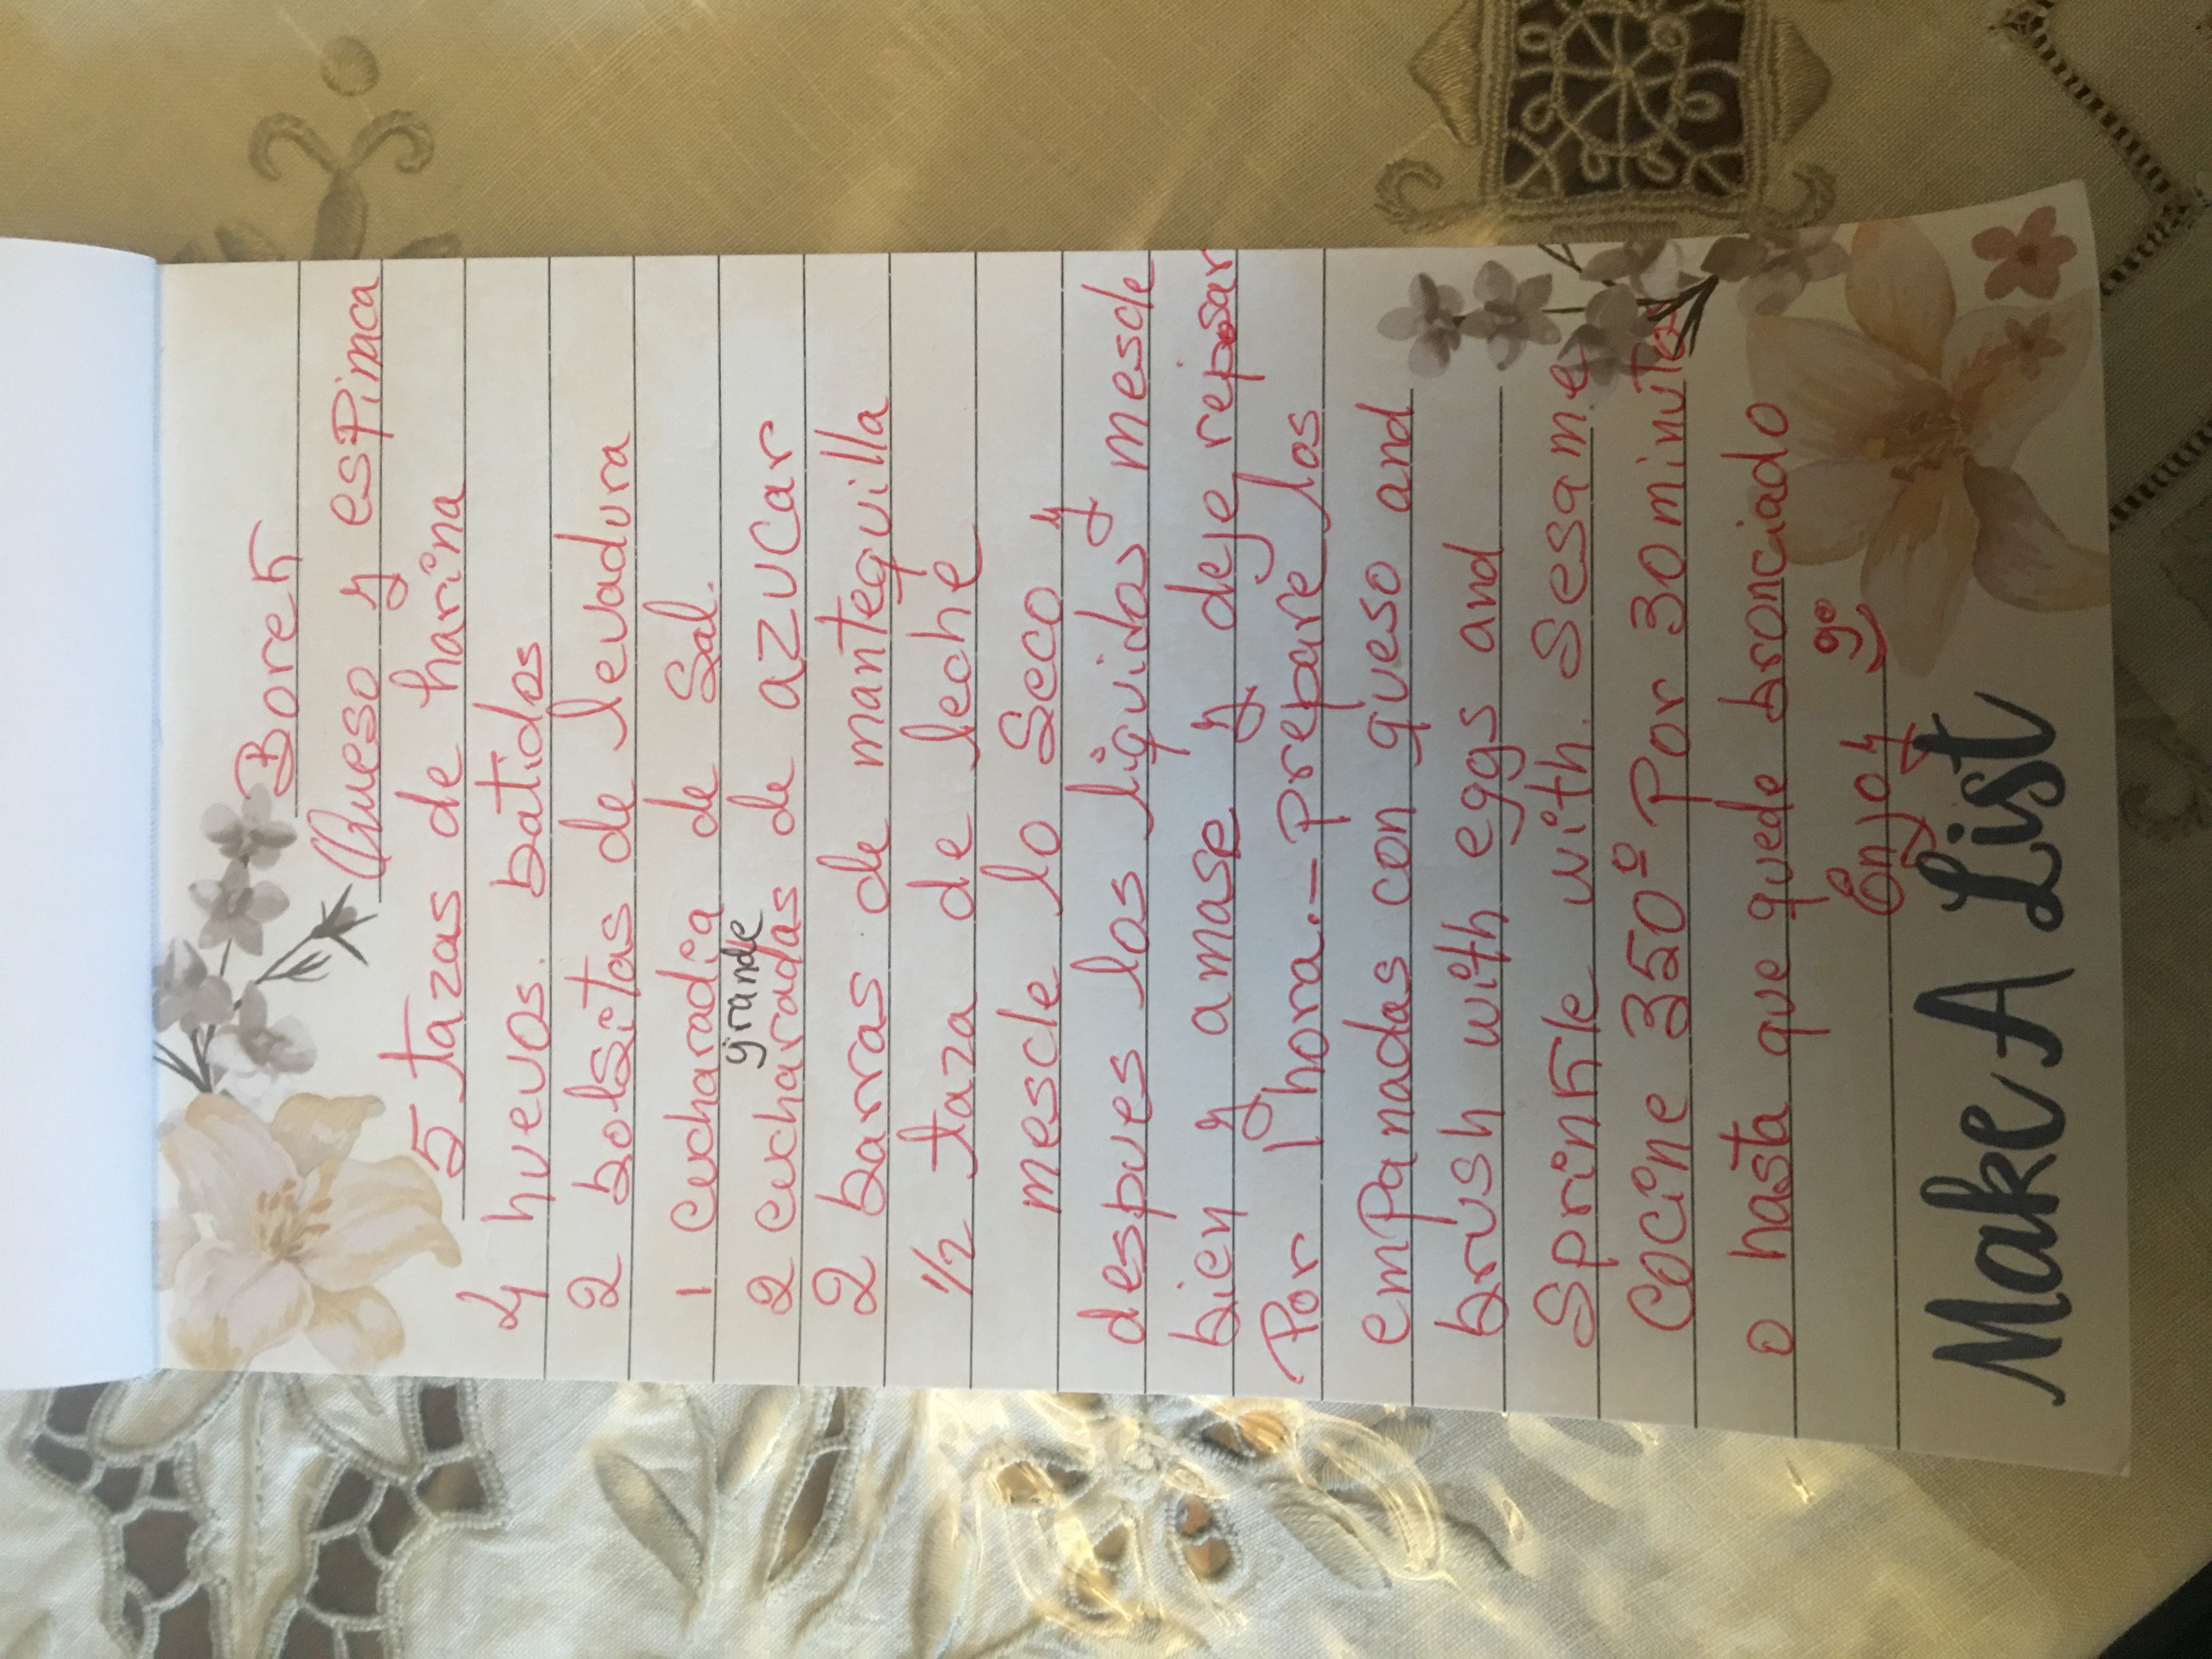 Borek
Queso y espinaca
5 tazas de harina
4 huevos. batidos
2 bolsitas de levadura
1 cucharadia de Sal.
grande
2 cucharadas de azucar
2 barras de mantequilla
1/2 taza de leche
mescle lo Seco y
despues los liquidos mescle
bien y amase y deje reposar
Por 1 hora.- prepare los
empanadas con queso and
brush with eggs and
Sprinkle with. Sesame
Cocine 350º Por 30 minutos
o hasta que quede bronciado
Enjoy
Make A List